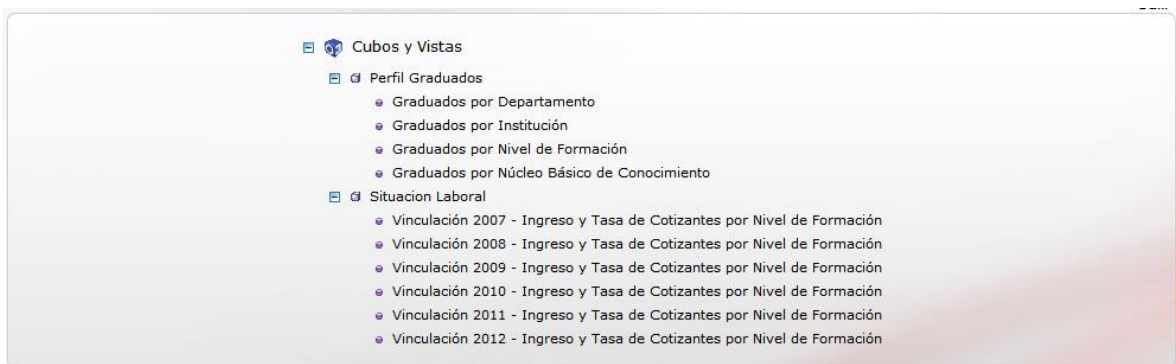 Cubos y Vistas
Perfil Graduados
Graduados por Departamento
Graduados por Institución
Graduados por Nivel de Formación
Graduados por Núcleo Básico de Conocimiento
Situacion Laboral
Vinculación 2007 - Ingreso y Tasa de Cotizantes por Nivel de Formación
Vinculación 2008 - Ingreso y Tasa de Cotizantes por Nivel de Formación
Vinculación 2009 - Ingreso y Tasa de Cotizantes por Nivel de Formación
Vinculación 2010 - Ingreso y Tasa de Cotizantes por Nivel de Formación
Vinculación 2011 - Ingreso y Tasa de Cotizantes por Nivel de Formación
Vinculación 2012 - Ingreso y Tasa de Cotizantes por Nivel de Formación